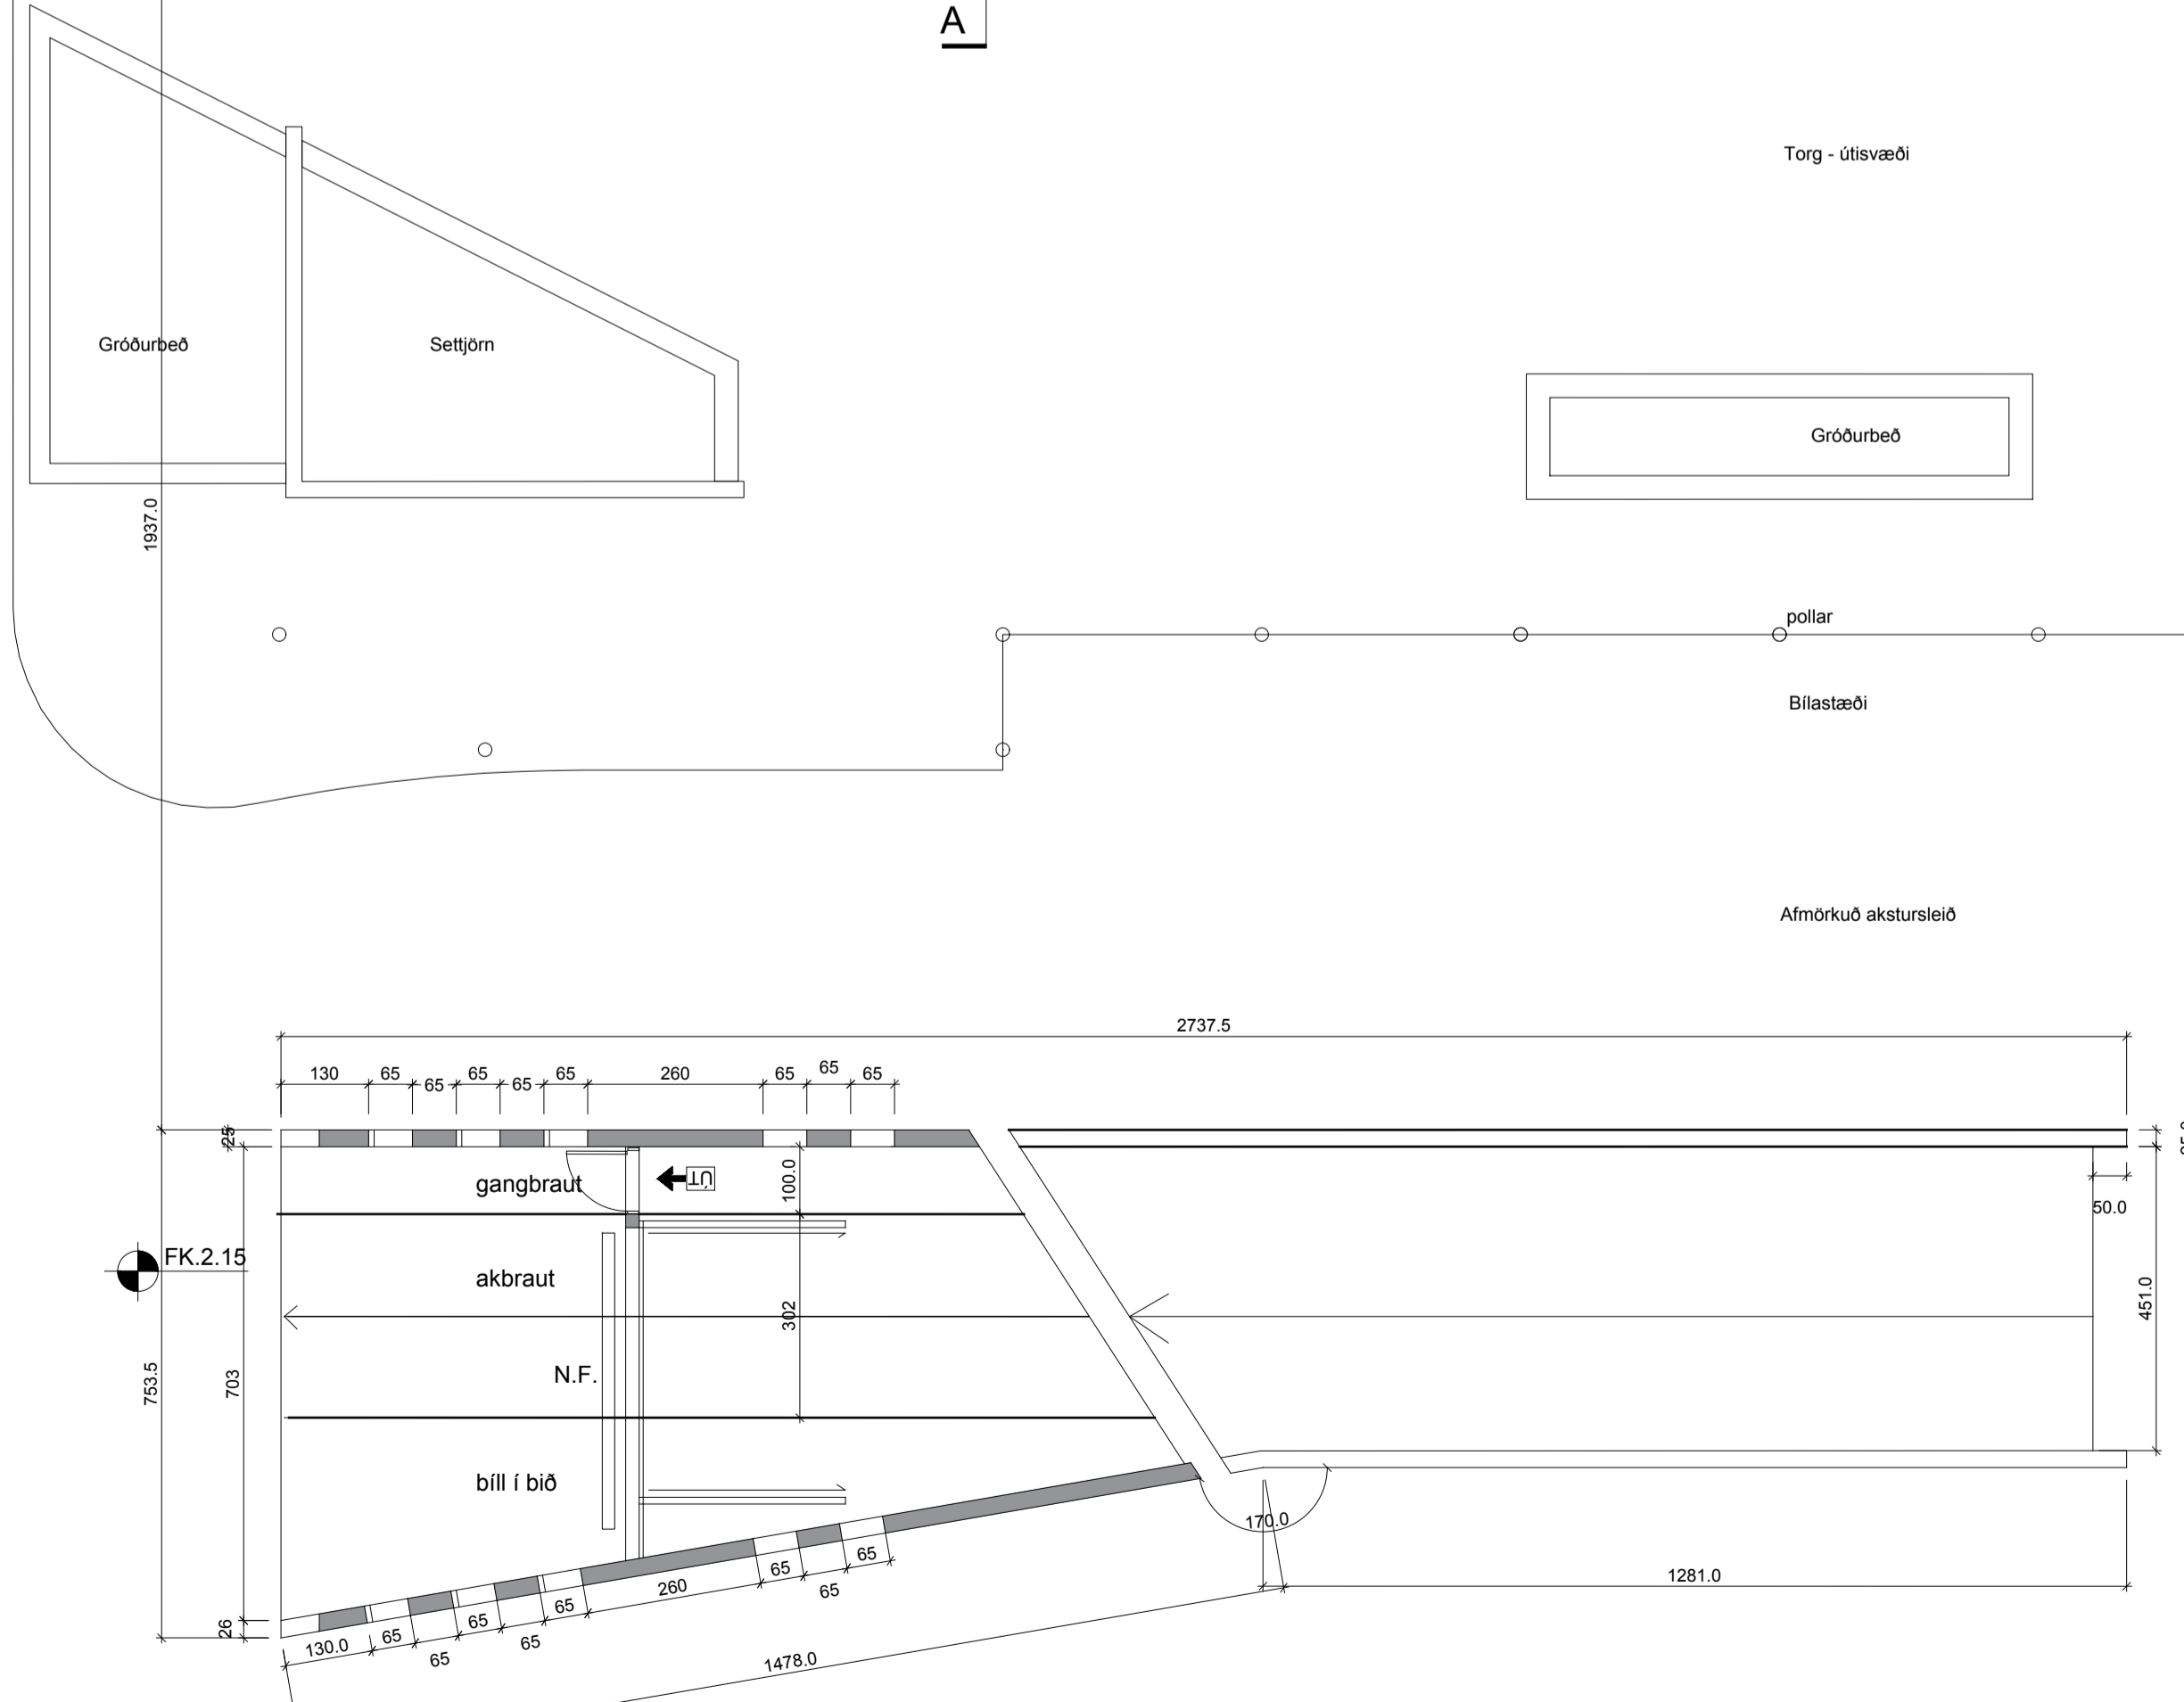 A
Torg - útisvæði
Gróðurbeð
Settjörn
Gróðurbeð
1937.0
pollar
Bílastæði
Afmörkuð akstursleið
2737.5
130
65
65
65
65
65
260
65
65
65
25
gangbraut
ÚT
100.0
50.0
FK.2.15
akbraut
302
451.0
N.F.
753.5
703
bíll í bið
170.0
1281.0
26
130.0
65
65
65
65
65
260
65
65
65
1478.0